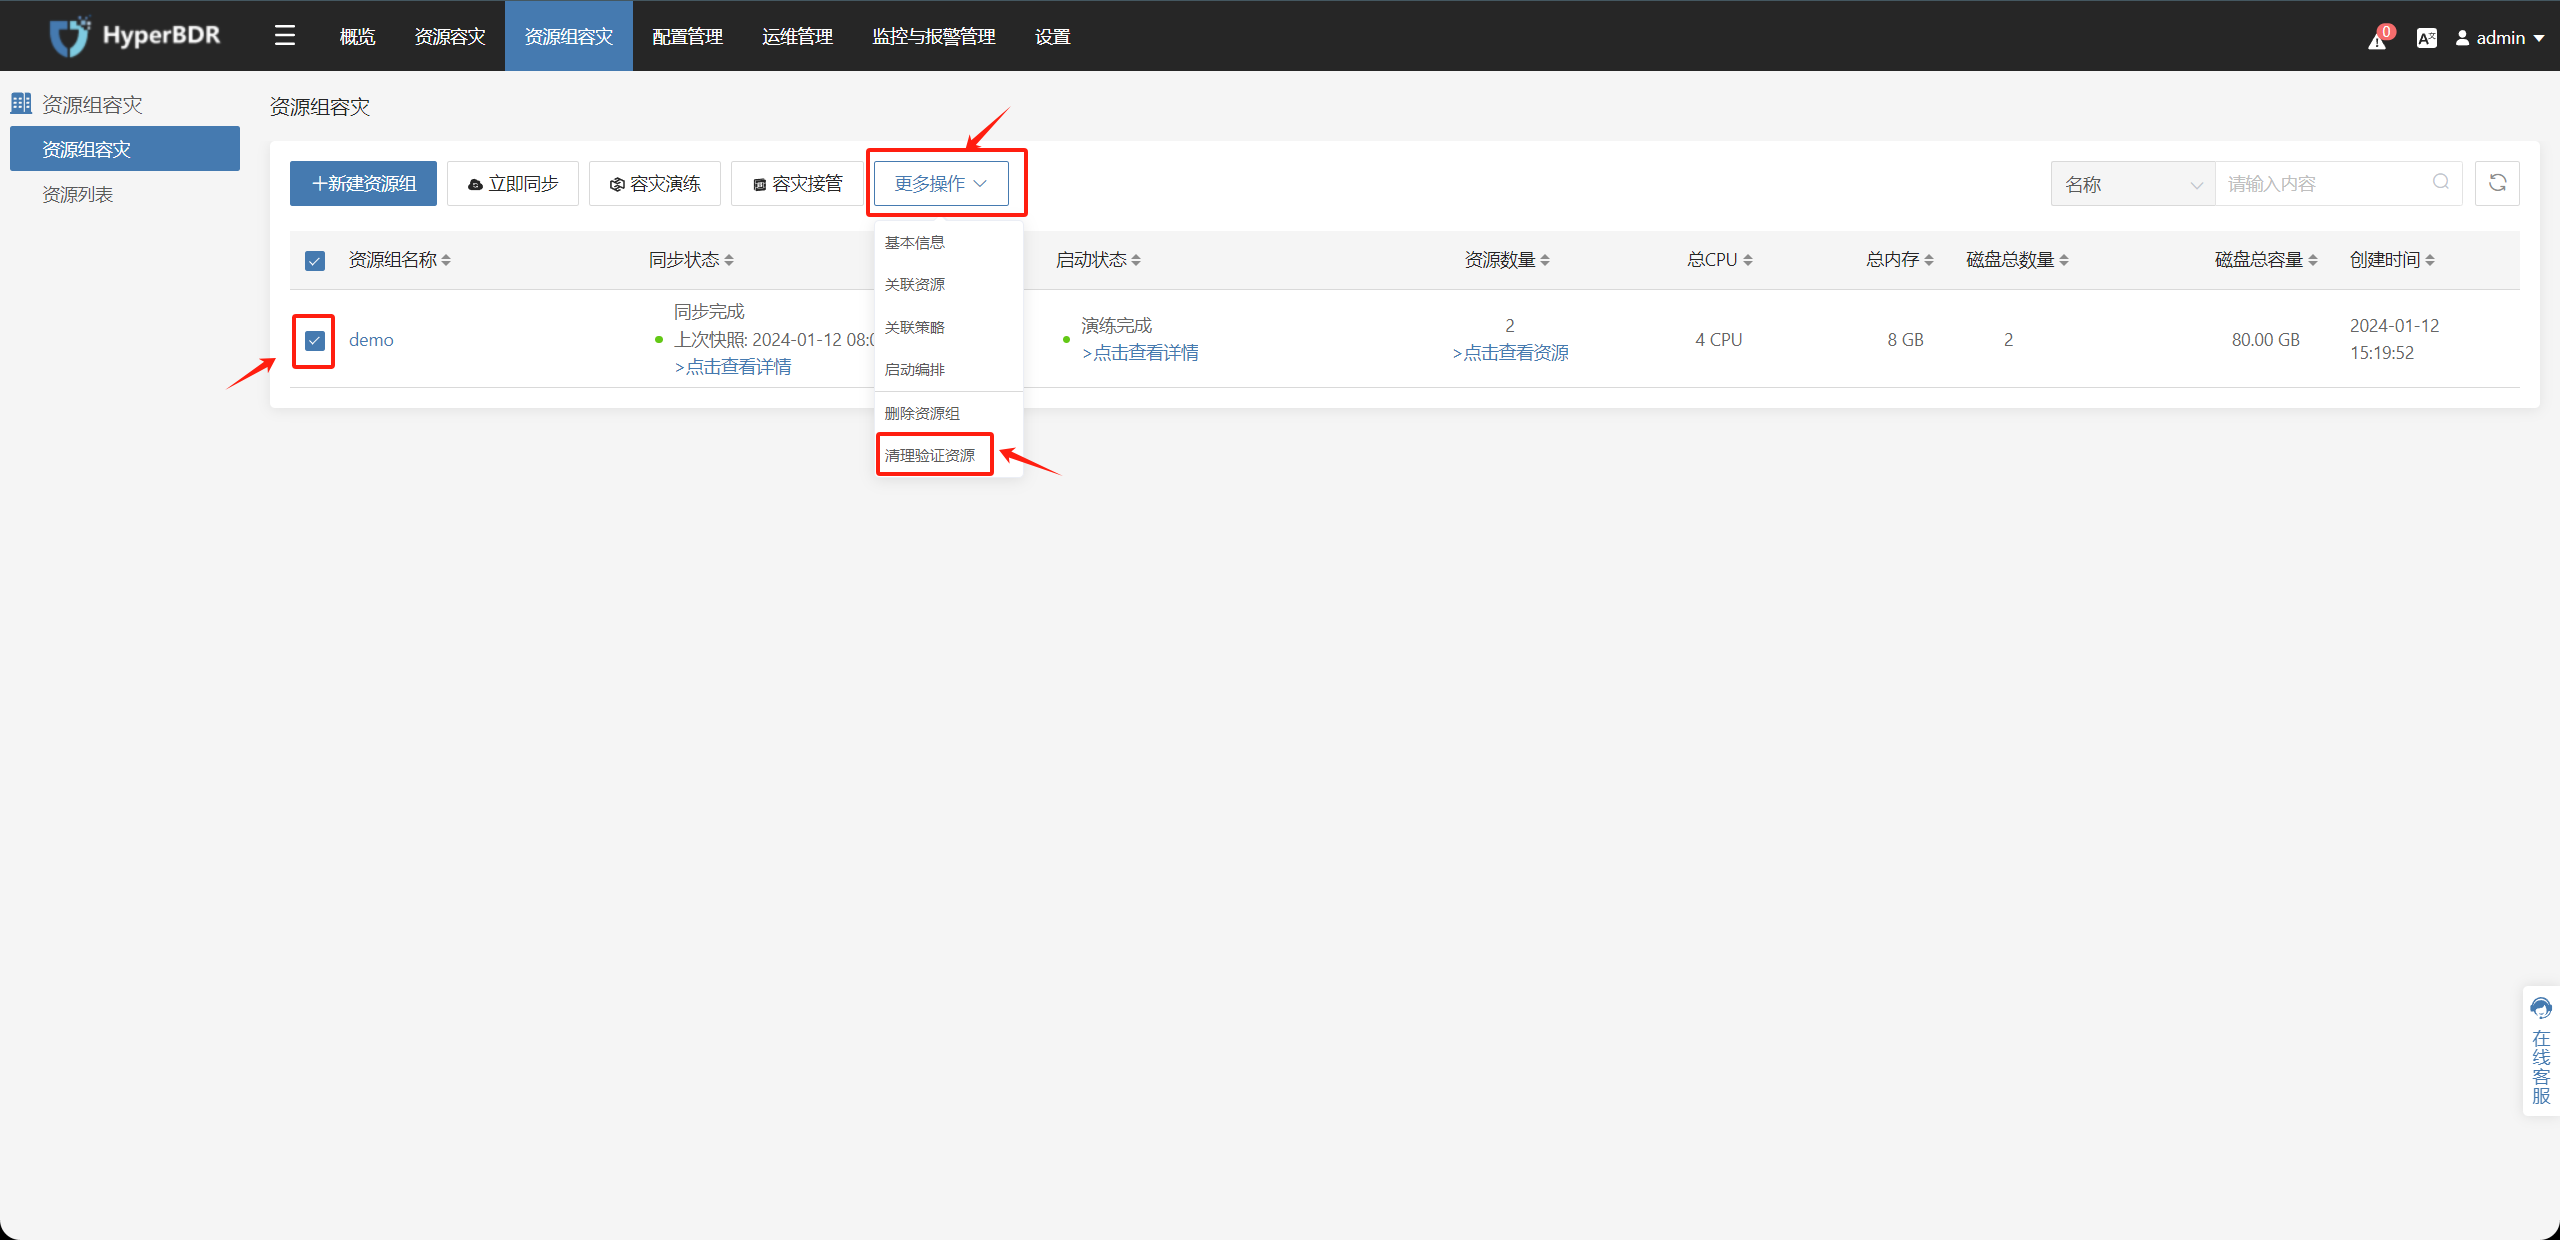 HyperBDR
概览
资源容灾
资源组容灾
配置管理
运维管理
监控与报警管理
设置
0
admin
资源组容灾
资源组容灾
资源列表
资源组容灾
+新建资源组
立即同步
容灾演练
容灾接管
更多操作
名称
请输入内容
资源组名称
同步状态
启动状态
资源数量
总CPU
总内存
磁盘总数量
磁盘总容量
创建时间
demo
同步完成
上次快照: 2024-01-12 08:0
>点击查看详情
演练完成
>点击查看详情
2
>点击查看资源
4 CPU
8 GB
2
80.00 GB
2024-01-12
15:19:52
基本信息
关联资源
关联策略
启动编排
删除资源组
清理验证资源
在线客服